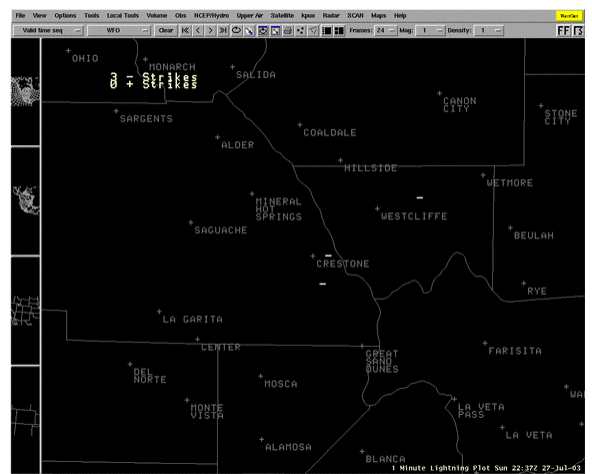 File View Options Tools Local Tools Volume Obs NCEP/Hydro Upper Air Satellite kpux Radar SCAN Maps Help
Valid time seq WFO Clear Frames: 24 Mag: 1 Density: 1
OHIO
MONARCH
SALIDA
3 - Strikes
0 + Strikes
CANON
CITY
STONE
CITY
SARGENTS
COALDALE
ALDER
HILLSIDE
WETMORE
MINERAL
HOT
SPRINGS
WESTCLIFFE
SAGUACHE
BEULAH
CRESTONE
RYE
LA GARITA
CENTER
GREAT
SAND
DUNES
FARISITA
DEL
NORTE
MOSCA
WA
MONTE
VISTA
LA VETA
PASS
LA VETA
ALAMOSA
BLANCA
1 Minute Lightning Plot Sun 22:37Z 27-Jul-03